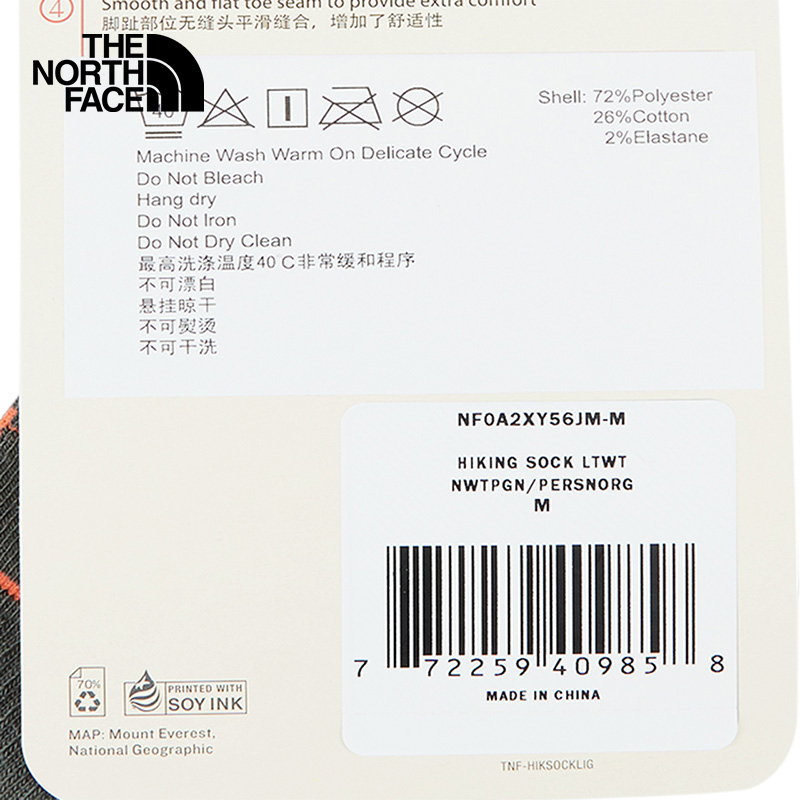 ④ Smooth and flat toe seam to provide extra comfort
脚趾部位无缝头平滑缝合，增加了舒适性
THE
NORTH
FACE
40
Shell: 72%Polyester
26%Cotton
2%Elastane
Machine Wash Warm On Delicate Cycle
Do Not Bleach
Hang dry
Do Not Iron
Do Not Dry Clean
最高洗涤温度40 C非常缓和程序
不可漂白
悬挂晾干
不可熨烫
不可干洗
NF0A2XY56JM-M
HIKING SOCK LTWT
NWTPGN/PERSNORG
M
7 72259 40985 8
MADE IN CHINA
70%
PRINTED WITH
SOY INK
MAP: Mount Everest,
National Geographic
TNF-HIKSOCKLIG